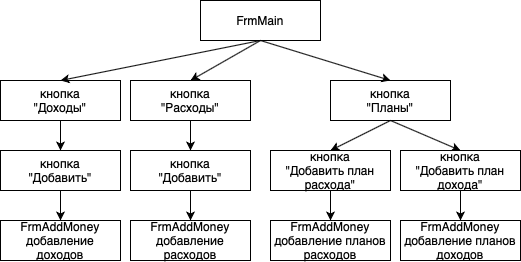 FrmMain
кнопка
"Доходы"
кнопка
"Расходы"
кнопка
"Планы"
кнопка
"Добавить"
кнопка
"Добавить"
кнопка
"Добавить план
расхода"
кнопка
"Добавить план
дохода"
FrmAddMoney
добавление
доходов
FrmAddMoney
добавление
расходов
FrmAddMoney
добавление планов
расходов
FrmAddMoney
добавление планов
доходов